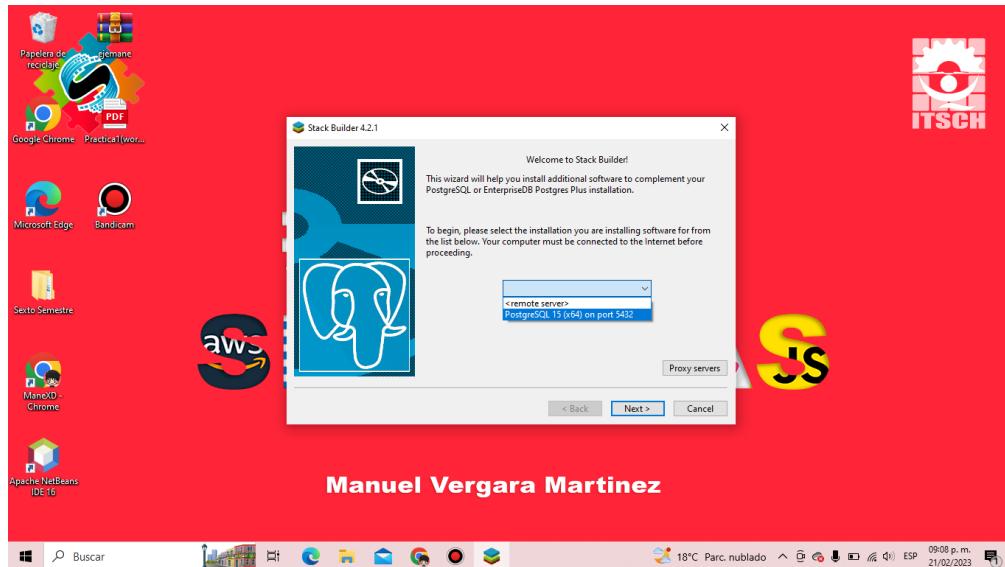 Papelera de
reciclaje
ejemane
Google Chrome
PDF
Practica1(wor...
Microsoft Edge
Bandicam
Sexto Semestre
ManeXD -
Chrome
Apache NetBeans
IDE 16
ITSCH
Stack Builder 4.2.1
Welcome to Stack Builder!
This wizard will help you install additional software to complement your
PostgreSQL or EnterpriseDB Postgres Plus installation.
To begin, please select the installation you are installing software for from
the list below. Your computer must be connected to the Internet before
proceeding.
<remote server>
PostgreSQL 15 (x64) on port 5432
Proxy servers
< Back
Next >
Cancel
aws
JS
Manuel Vergara Martinez
Buscar
18°C Parc. nublado
ESP
09:08 p. m.
21/02/2023